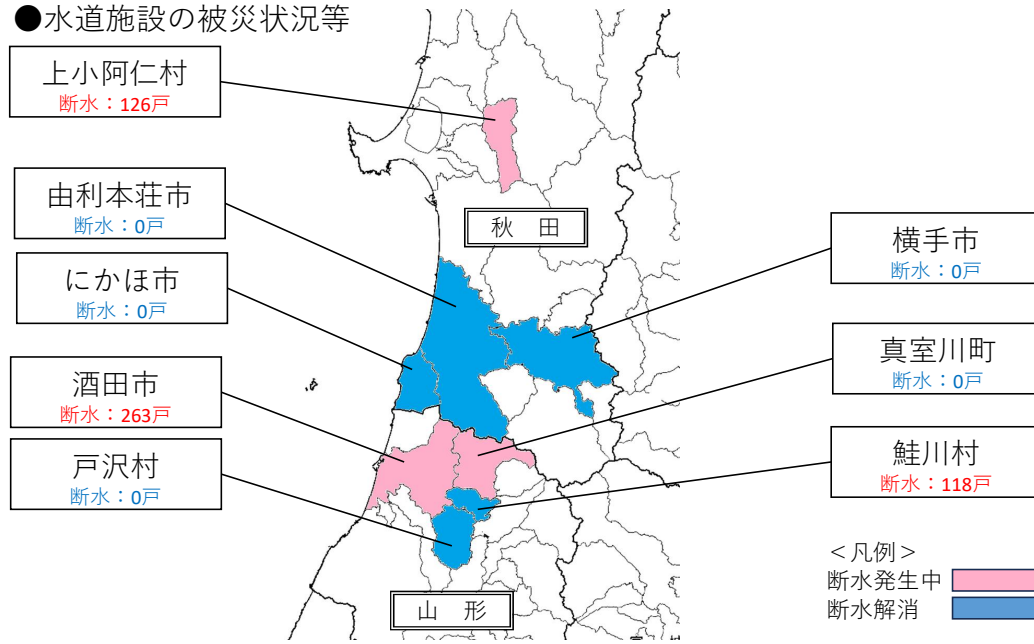 ●水道施設の被災状況等
上小阿仁村
断水：126戸
由利本荘市
断水：0戸
にかほ市
断水：0戸
酒田市
断水：263戸
戸沢村
断水：0戸
秋　田
山　形
横手市
断水：0戸
真室川町
断水：0戸
鮭川村
断水：118戸
＜凡例＞
断水発生中
断水解消